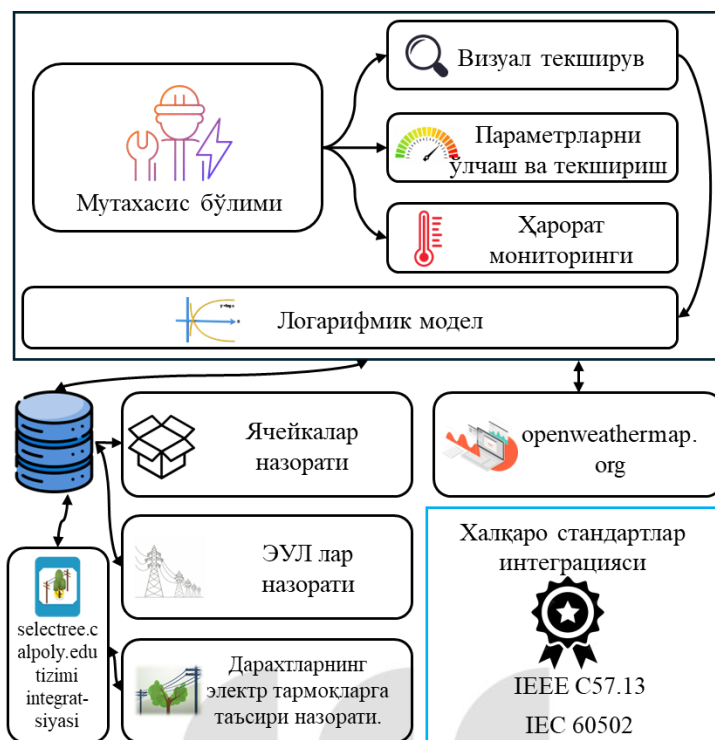 Визуал текширув
Мутахасис бўлими
Параметрларни
ўлчаш ва текшириш
Ҳарорат
мониторинги
Логарифмик модел
Ячейкалар
назорати
openweathermap.
org
ЭУЛ лар
назорати
Халқаро стандартлар
интеграцияси
selectree.c
alpoly.edu
tizimi
integrat-
siyasi
Дарахтларнинг
электр тармоқларга
таъсири назорати.
IEEE C57.13
IEC 60502